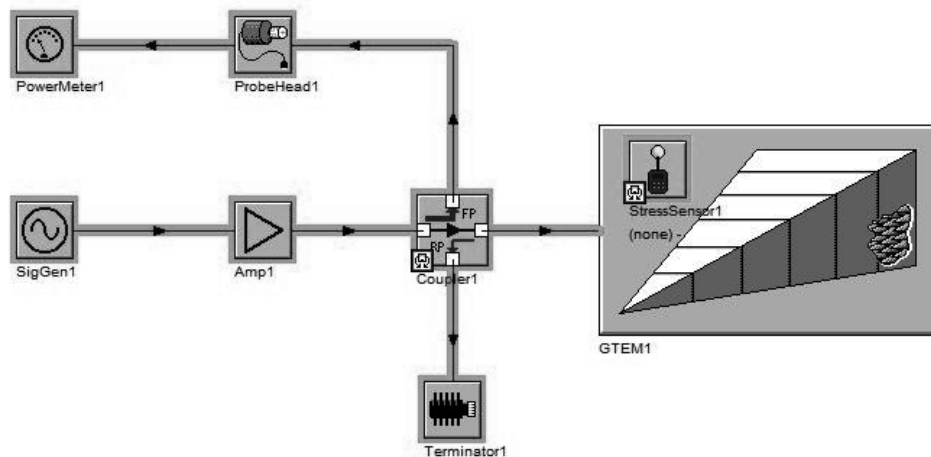 PowerMeter1
ProbeHead1
SigGen1
Amp1
FP
RP
Coupler1
StressSensor1
(none) -
GTEM1
Terminator1